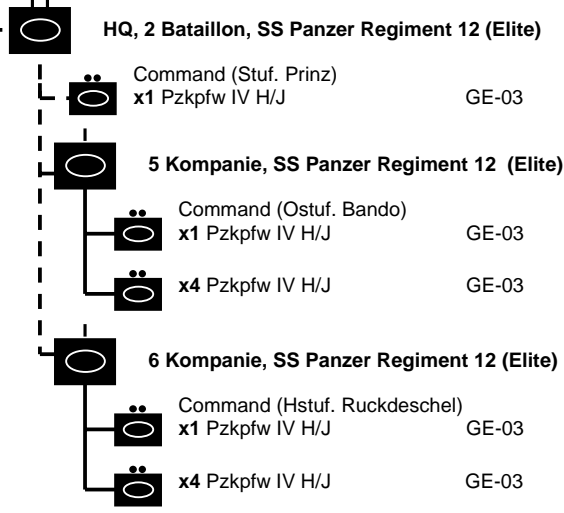 HQ, 2 Bataillon, SS Panzer Regiment 12 (Elite)
Command (Stuf. Prinz)
x1 Pzkpfw IV H/J GE-03
5 Kompanie, SS Panzer Regiment 12 (Elite)
Command (Ostuf. Bando)
x1 Pzkpfw IV H/J GE-03
x4 Pzkpfw IV H/J GE-03
6 Kompanie, SS Panzer Regiment 12 (Elite)
Command (Hstuf. Ruckdeschel)
x1 Pzkpfw IV H/J GE-03
x4 Pzkpfw IV H/J GE-03